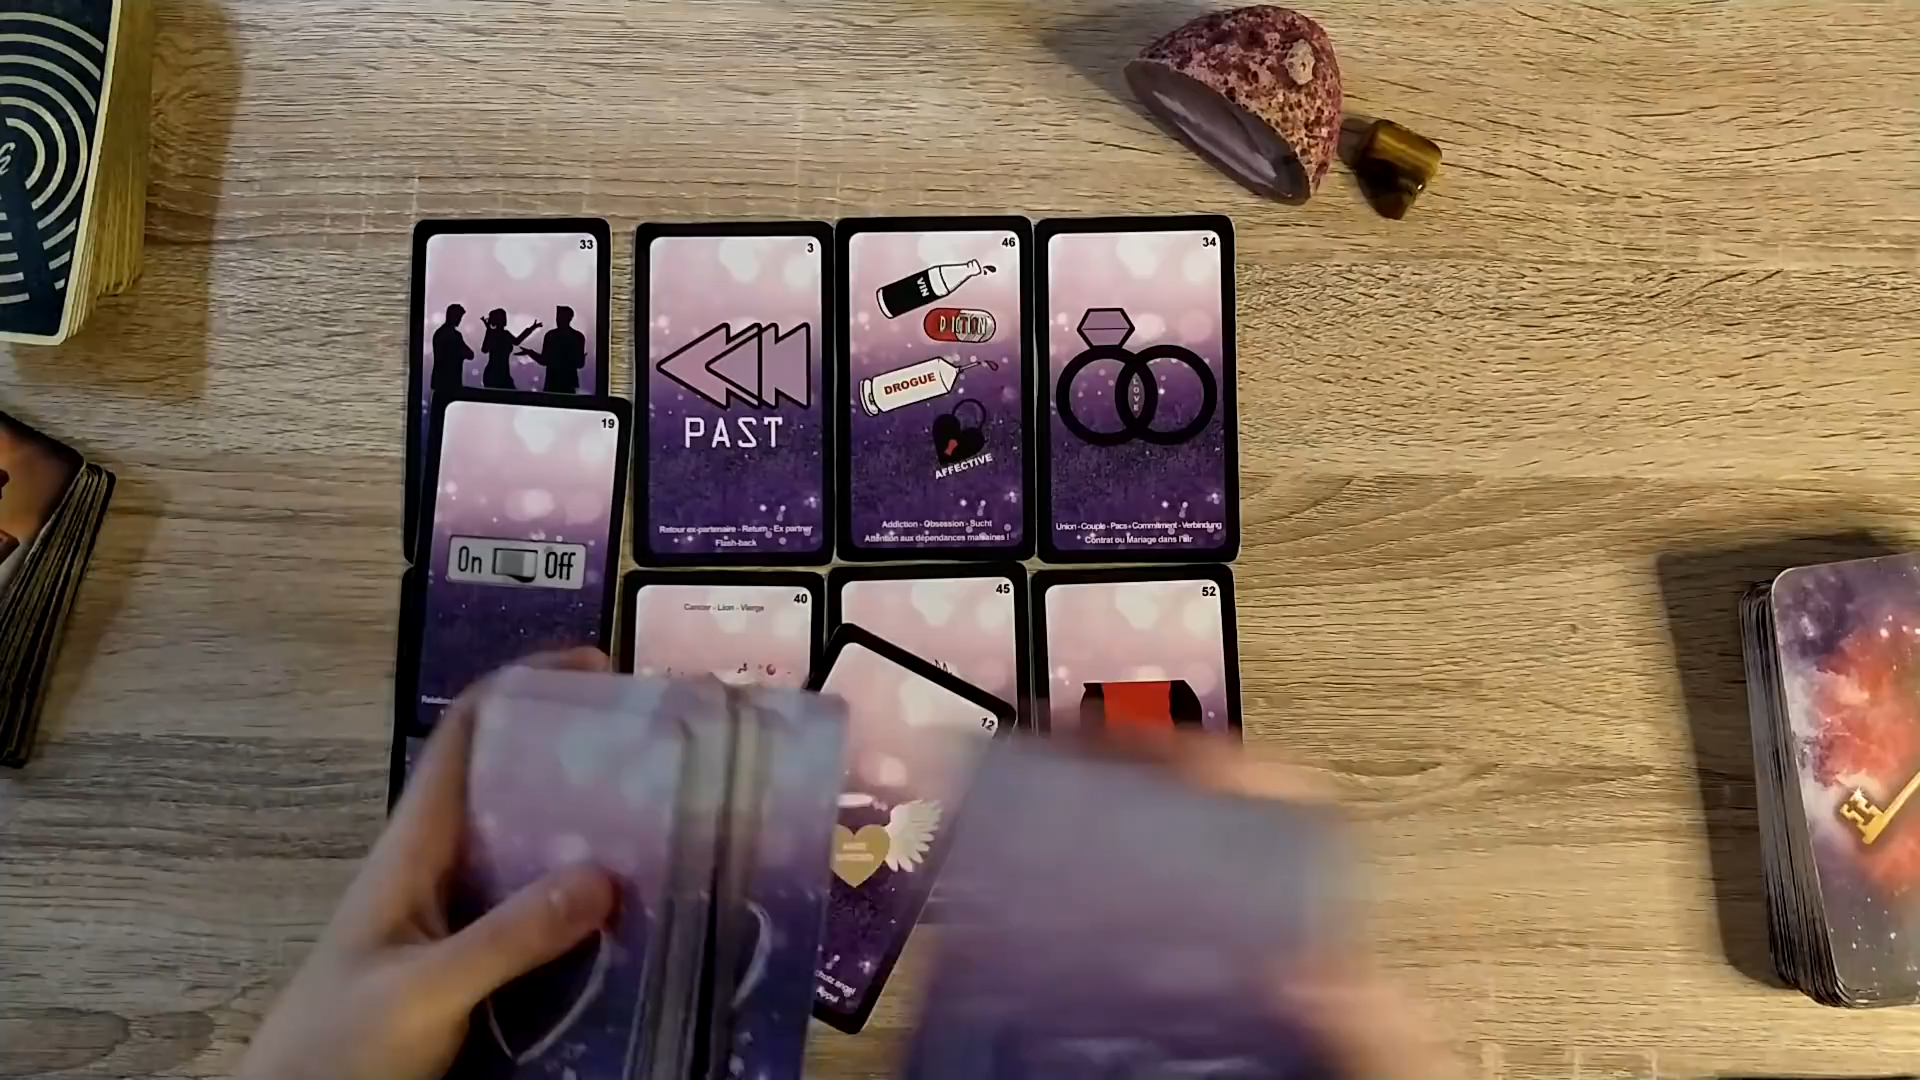 33
3
PAST
Retour ex-partenaire - Return - Ex partner
Flash-back
46
VIN
DROGUE
AFFECTIVE
Addiction - Obsession - Sucht
Attention aux dépendances malsaines !
34
LOVE
Union - Couple - Pacs - Commitment - Verbindung
Contrat ou Mariage dans l'air
19
On Off
40
Cancer - Lion - Vierge
45
52
12